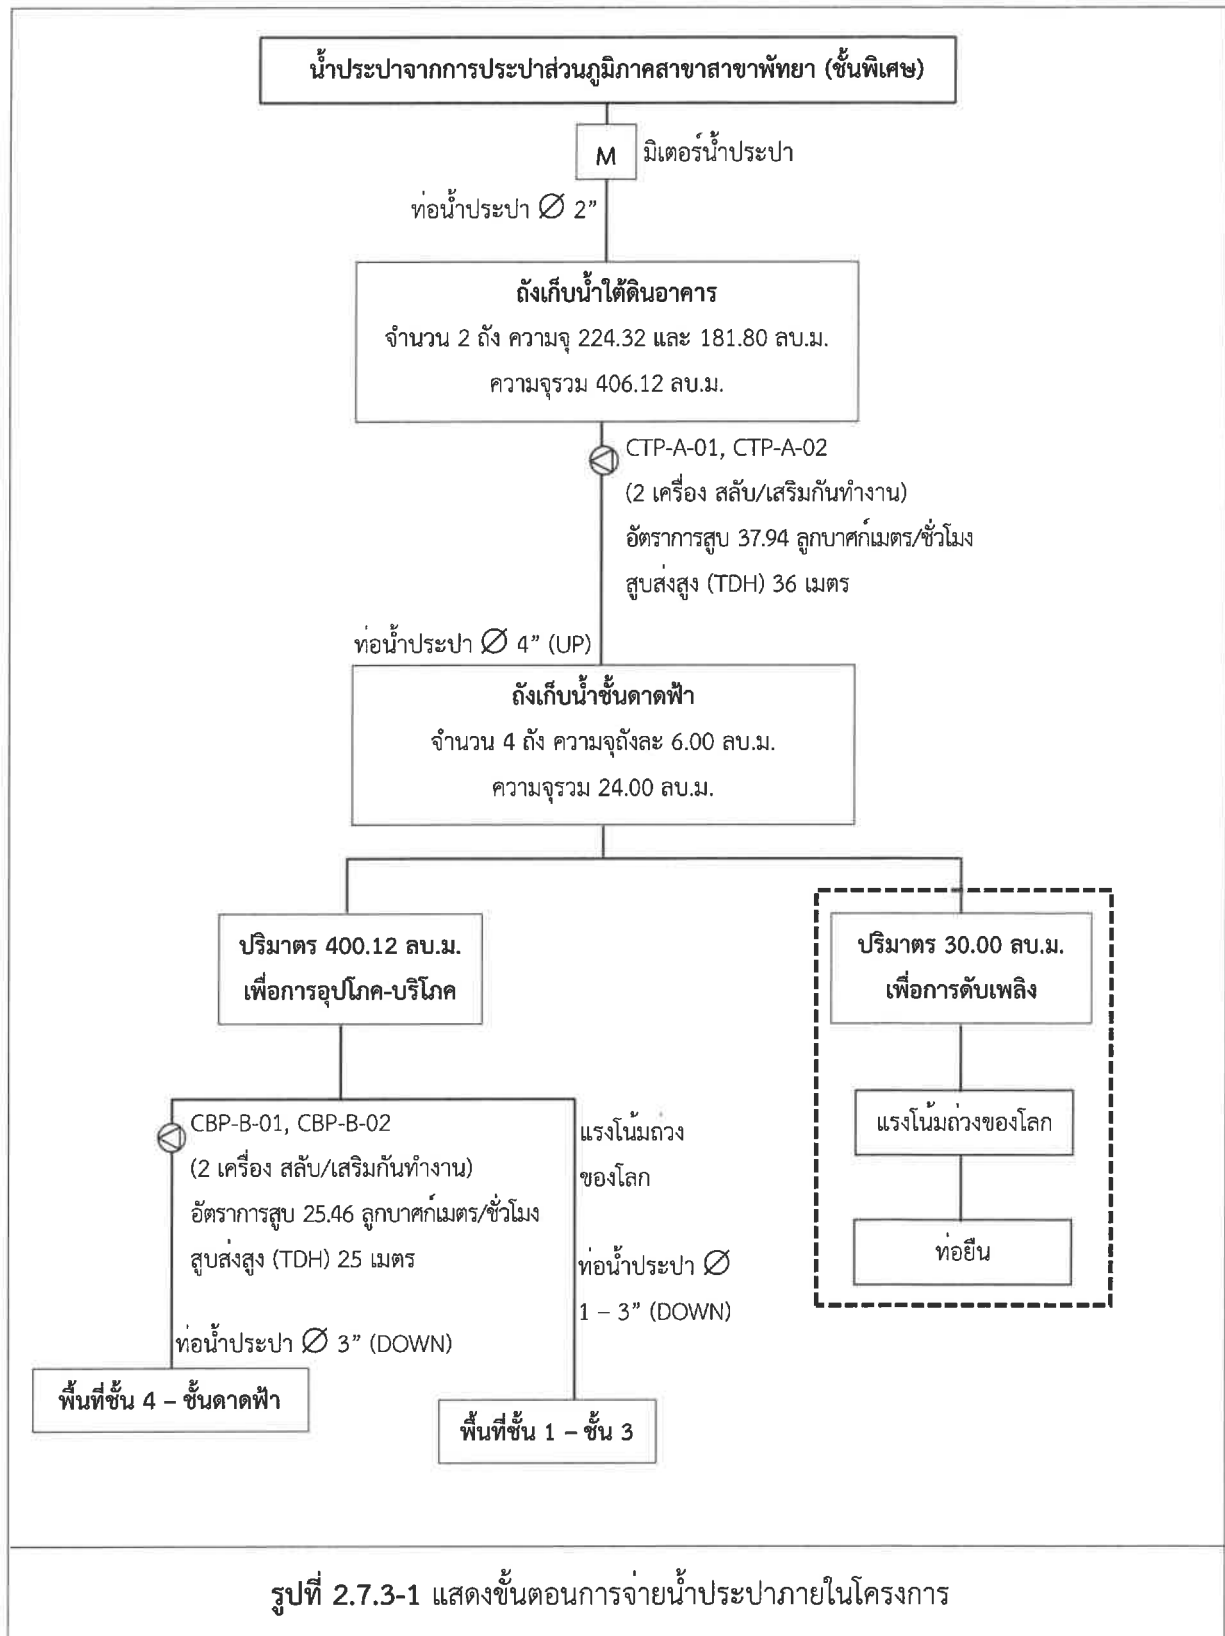 น้ำประปาจากการประปาส่วนภูมิภาคสาขาสาขาพัทยา (ชั้นพิเศษ)
M
มิเตอร์น้ำประปา
ท่อน้ำประปา ∅ 2”
ถังเก็บน้ำใต้ดินอาคาร
จำนวน 2 ถัง ความจุ 224.32 และ 181.80 ลบ.ม.
ความจุรวม 406.12 ลบ.ม.
CTP-A-01, CTP-A-02
(2 เครื่อง สลับ/เสริมกันทำงาน)
อัตราการสูบ 37.94 ลูกบาศก์เมตร/ชั่วโมง
สูบส่งสูง (TDH) 36 เมตร
ท่อน้ำประปา ∅ 4” (UP)
ถังเก็บน้ำชั้นดาดฟ้า
จำนวน 4 ถัง ความจุถังละ 6.00 ลบ.ม.
ความจุรวม 24.00 ลบ.ม.
ปริมาตร 400.12 ลบ.ม.
เพื่อการอุปโภค-บริโภค
CBP-B-01, CBP-B-02
(2 เครื่อง สลับ/เสริมกันทำงาน)
อัตราการสูบ 25.46 ลูกบาศก์เมตร/ชั่วโมง
สูบส่งสูง (TDH) 25 เมตร
ท่อน้ำประปา ∅ 3” (DOWN)
พื้นที่ชั้น 4 – ชั้นดาดฟ้า
แรงโน้มถ่วง
ของโลก
ท่อน้ำประปา ∅
1 – 3” (DOWN)
พื้นที่ชั้น 1 – ชั้น 3
ปริมาตร 30.00 ลบ.ม.
เพื่อการดับเพลิง
แรงโน้มถ่วงของโลก
ท่อยืน
รูปที่ 2.7.3-1 แสดงขั้นตอนการจ่ายน้ำประปาภายในโครงการ